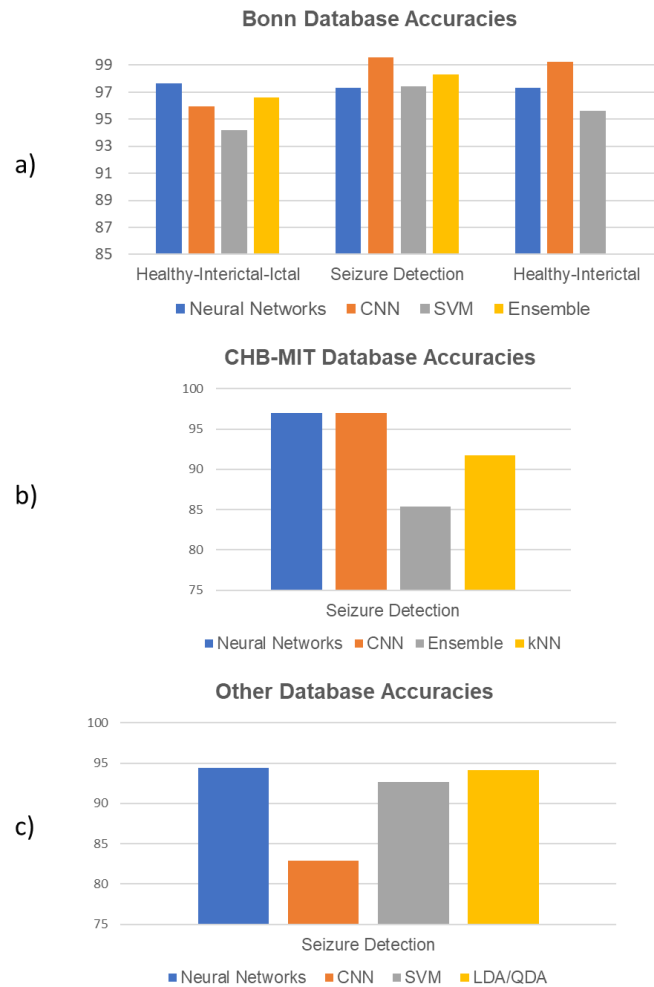 Bonn Database Accuracies
a)
99
97
95
93
91
89
87
85
Healthy-Interictal-Ictal Seizure Detection Healthy-Interictal
Neural Networks CNN SVM Ensemble
CHB-MIT Database Accuracies
b)
100
95
90
85
80
75
Seizure Detection
Neural Networks CNN Ensemble kNN
Other Database Accuracies
c)
100
95
90
85
80
75
Seizure Detection
Neural Networks CNN SVM LDA/QDA